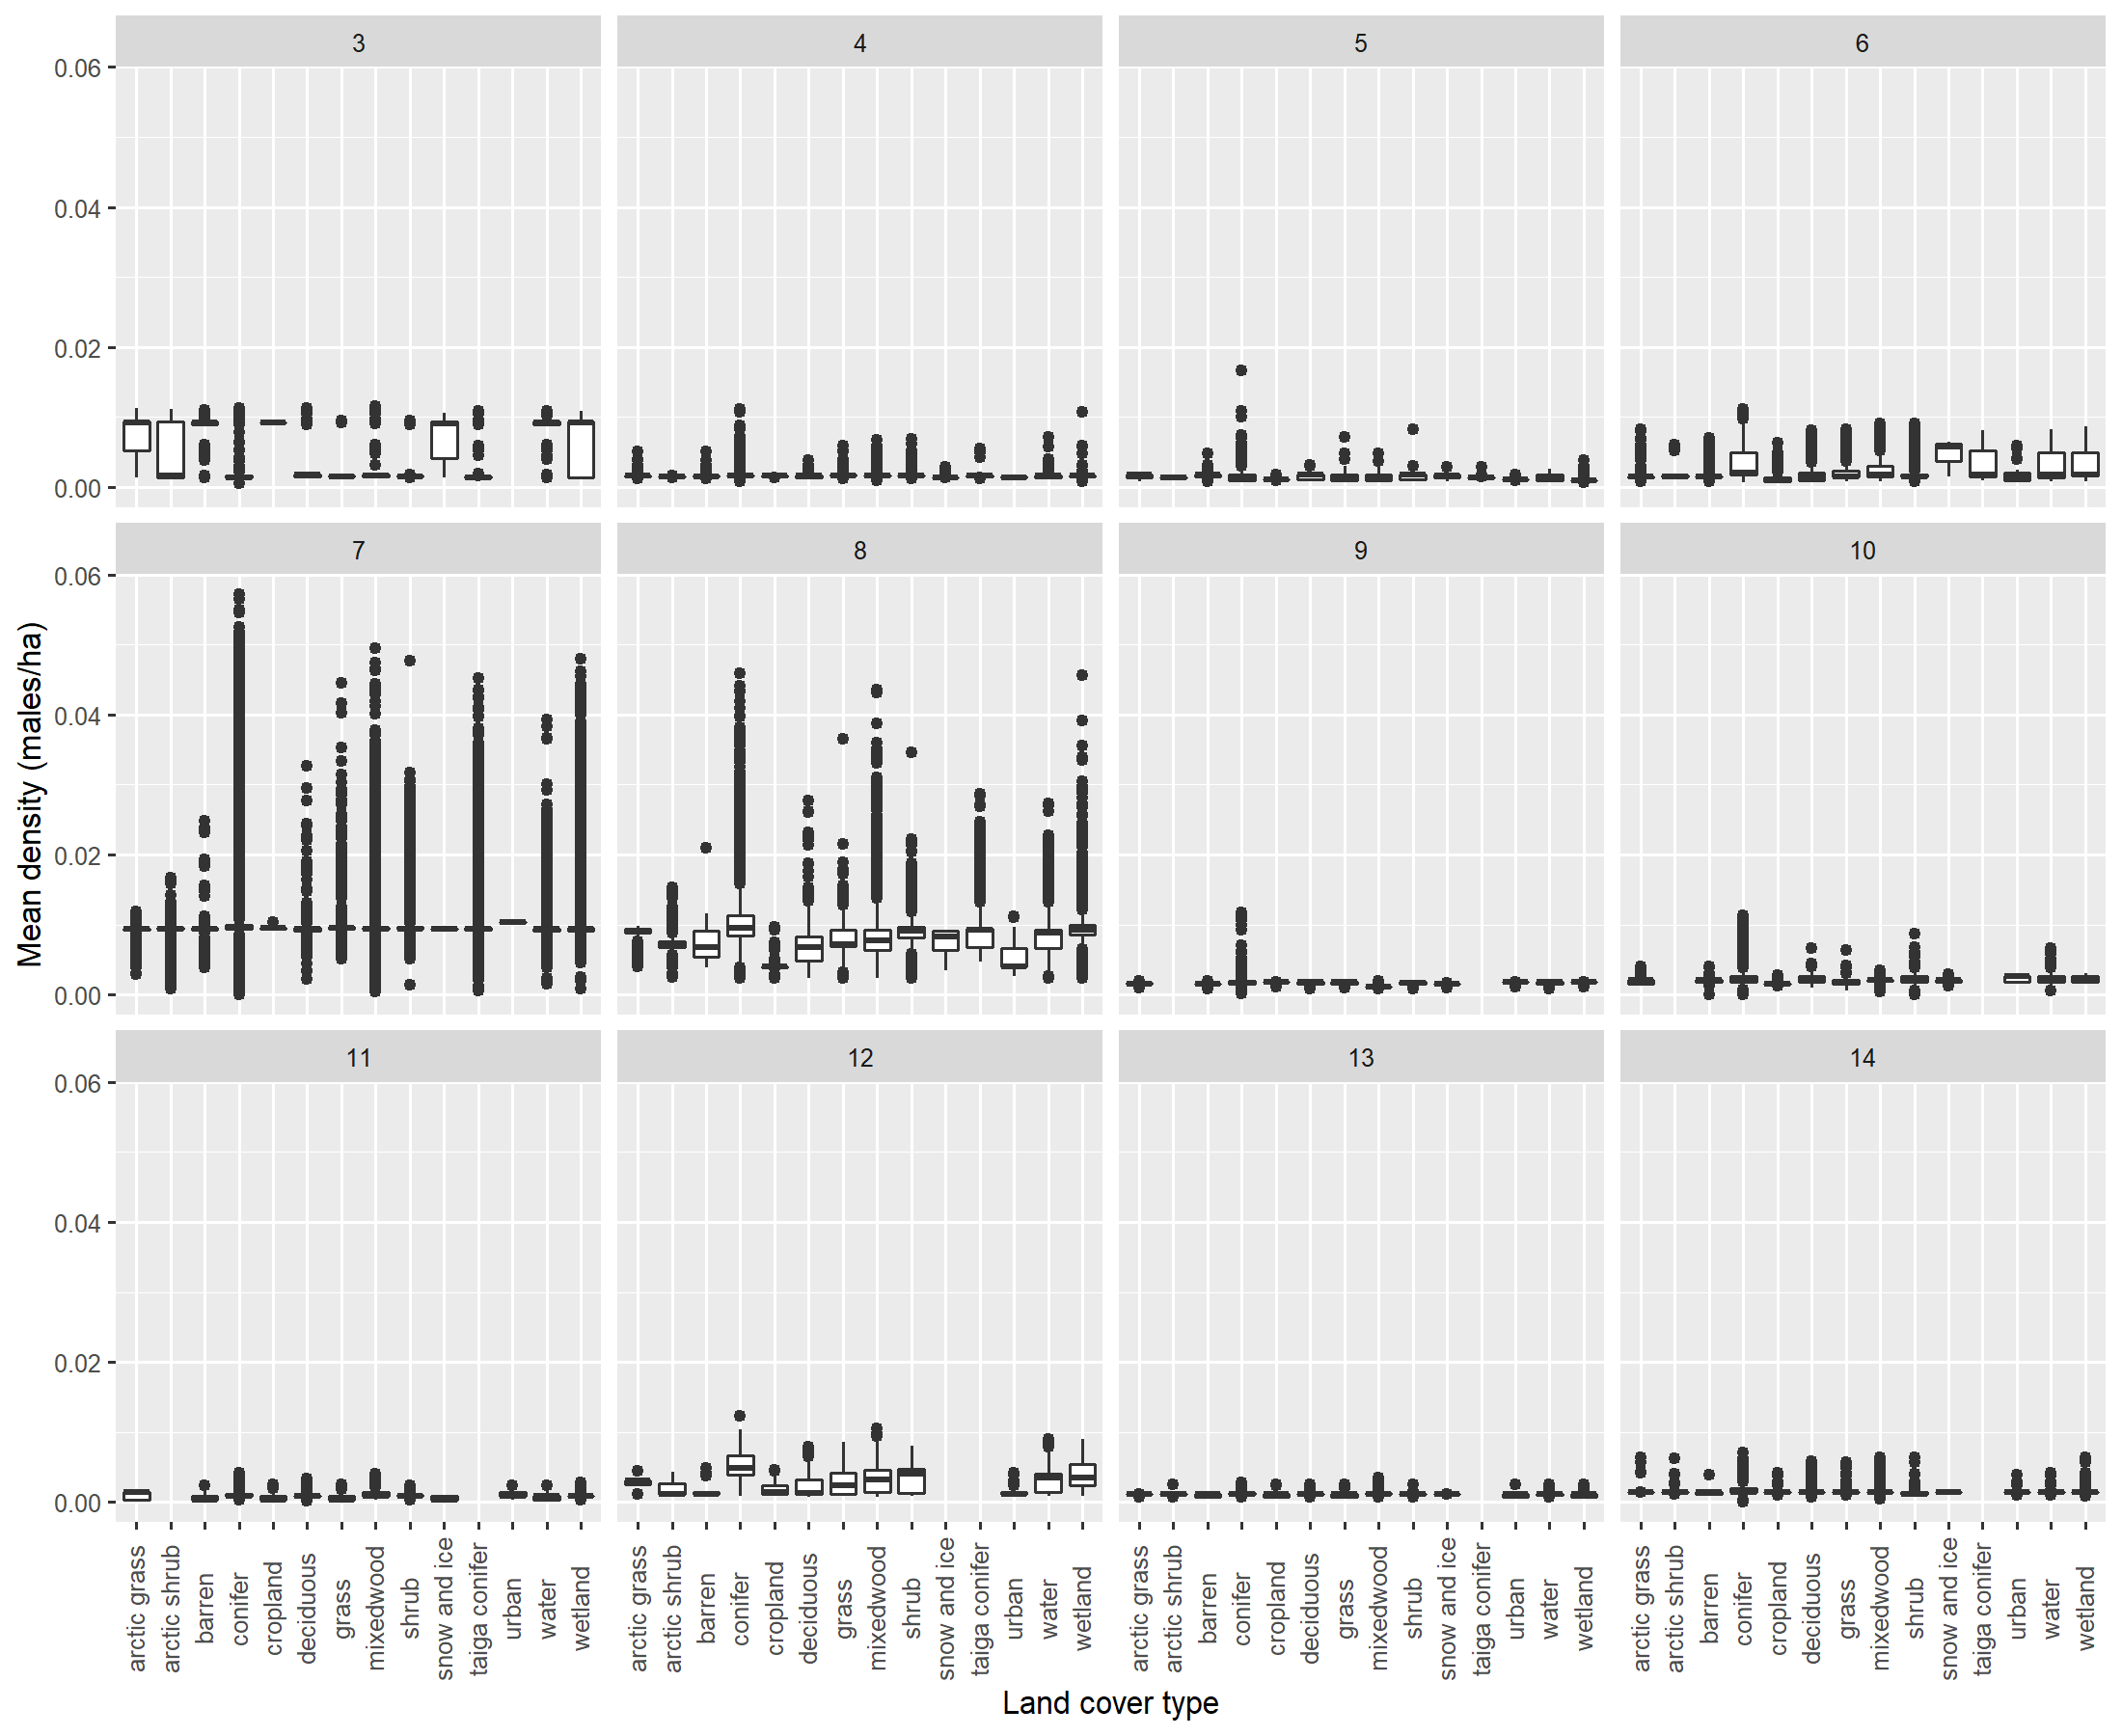 3 4 5 6
0.06
0.04
0.02
0.00
7 8 9 10
0.06
0.04
0.02
0.00
Mean density (males/ha)
11 12 13 14
0.06
0.04
0.02
0.00
arctic grass arctic shrub barren conifer cropland deciduous grass mixedwood shrub snow and ice taiga conifer urban water wetland
arctic grass arctic shrub barren conifer cropland deciduous grass mixedwood shrub snow and ice taiga conifer urban water wetland
arctic grass arctic shrub barren conifer cropland deciduous grass mixedwood shrub snow and ice taiga conifer urban water wetland
arctic grass arctic shrub barren conifer cropland deciduous grass mixedwood shrub snow and ice taiga conifer urban water wetland
Land cover type